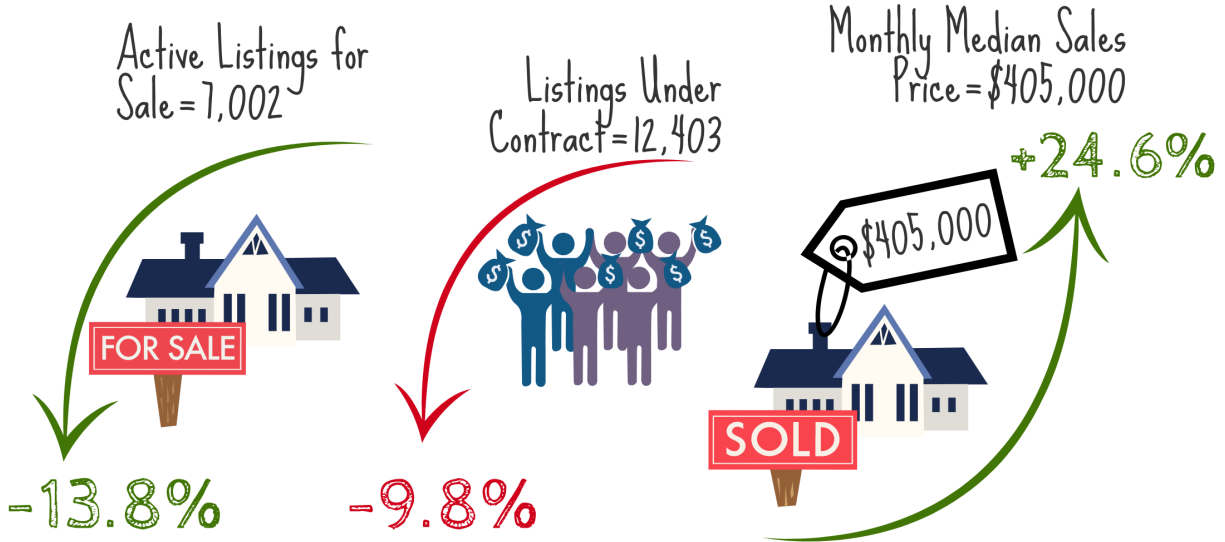 Active Listings for
Sale=7,002
Listings Under
Contract=12,403
Monthly Median Sales
Price=$405,000
+24.6%
$405,000
$
$
$
$
$
$
FOR SALE
SOLD
-13.8%
-9.8%